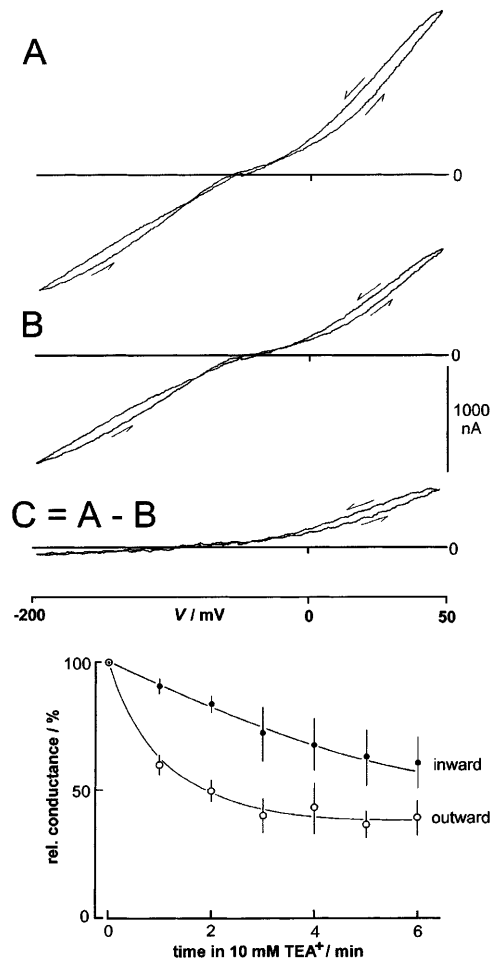 A
0
B
0
1000
nA
C = A - B
0
-200
V / mV
0
50
100
50
0
rel. conductance / %
inward
outward
0
2
4
6
time in 10 mM TEA⁺ / min